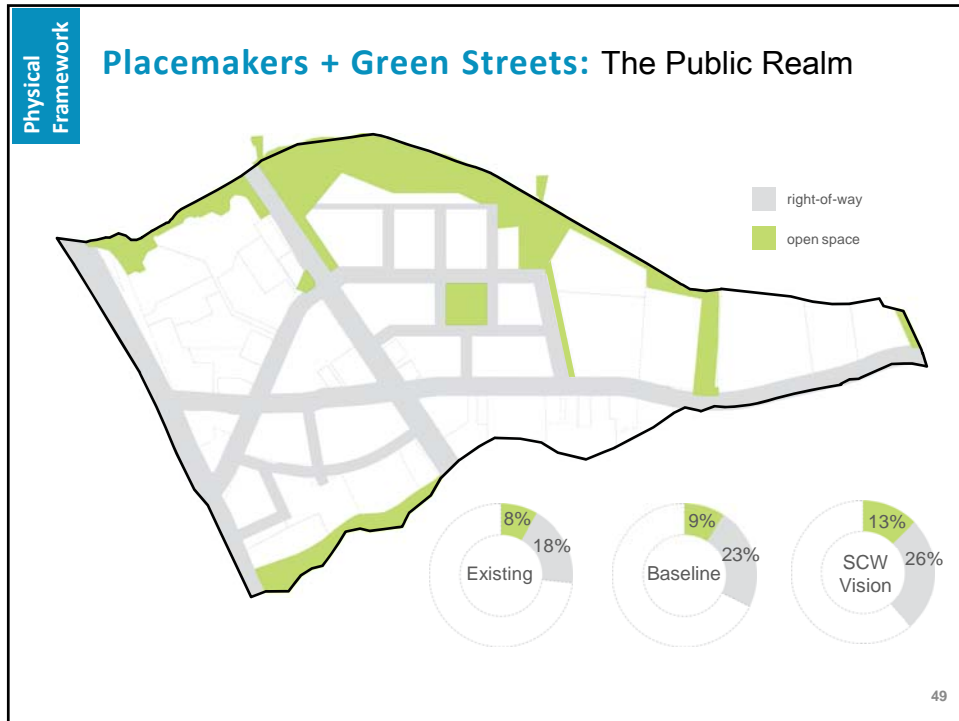 Physical
Framework
Placemakers + Green Streets: The Public Realm
right-of-way
open space
8%
18%
Existing
9%
23%
Baseline
13%
26%
SCW
Vision
49